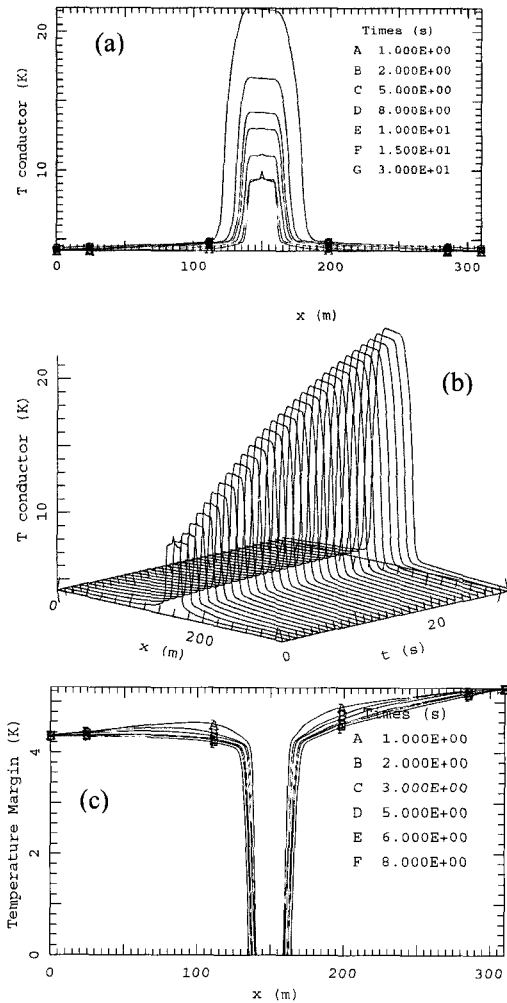 (a)
Times (s)
A 1.000E+00
B 2.000E+00
C 5.000E+00
D 8.000E+00
E 1.000E+01
F 1.500E+01
G 3.000E+01
T conductor (K)
20
10
0 100 200 300
x (m)
(b)
T conductor (K)
20
10
0
200
x (m)
0
20
t (s)
(c)
Times (s)
A 1.000E+00
B 2.000E+00
C 3.000E+00
D 5.000E+00
E 6.000E+00
F 8.000E+00
Temperature Margin (K)
4
2
0
0 100 200 300
x (m)